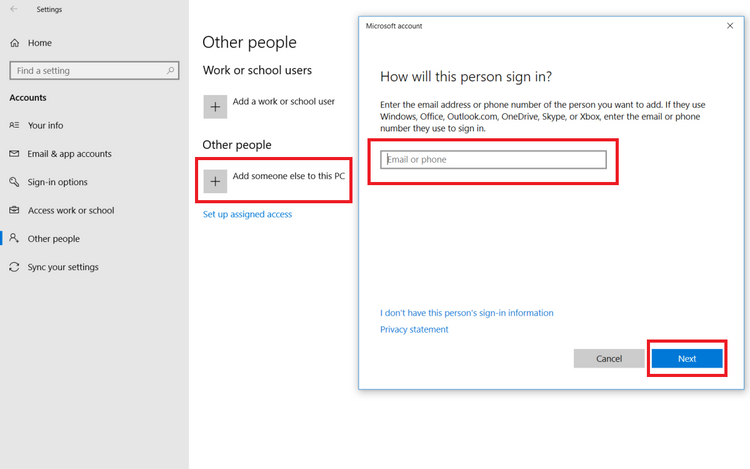 Settings
Home
Find a setting
Accounts
Your info
Email & app accounts
Sign-in options
Access work or school
Other people
Sync your settings
Other people
Work or school users
Add a work or school user
Other people
Add someone else to this PC
Set up assigned access
Microsoft account
How will this person sign in?
Enter the email address or phone number of the person you want to add. If they use
Windows, Office, Outlook.com, OneDrive, Skype, or Xbox, enter the email or phone
number they use to sign in.
Email or phone
I don't have this person's sign-in information
Privacy statement
Cancel
Next